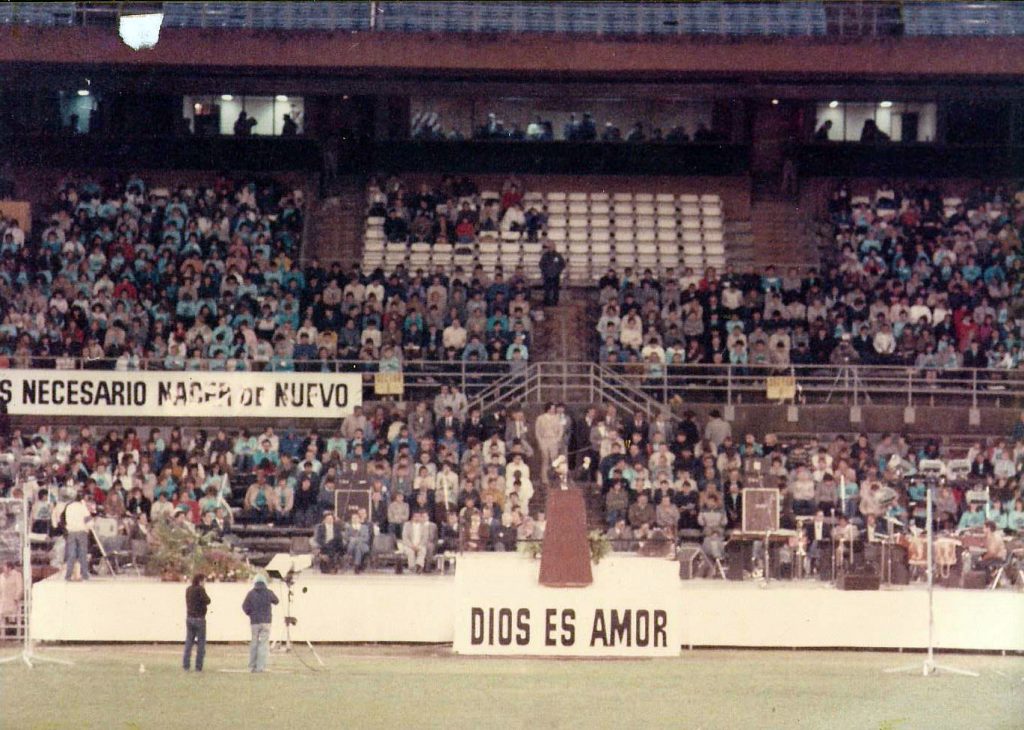 S NECESARIO NACER DE NUEVO
DIOS ES AMOR